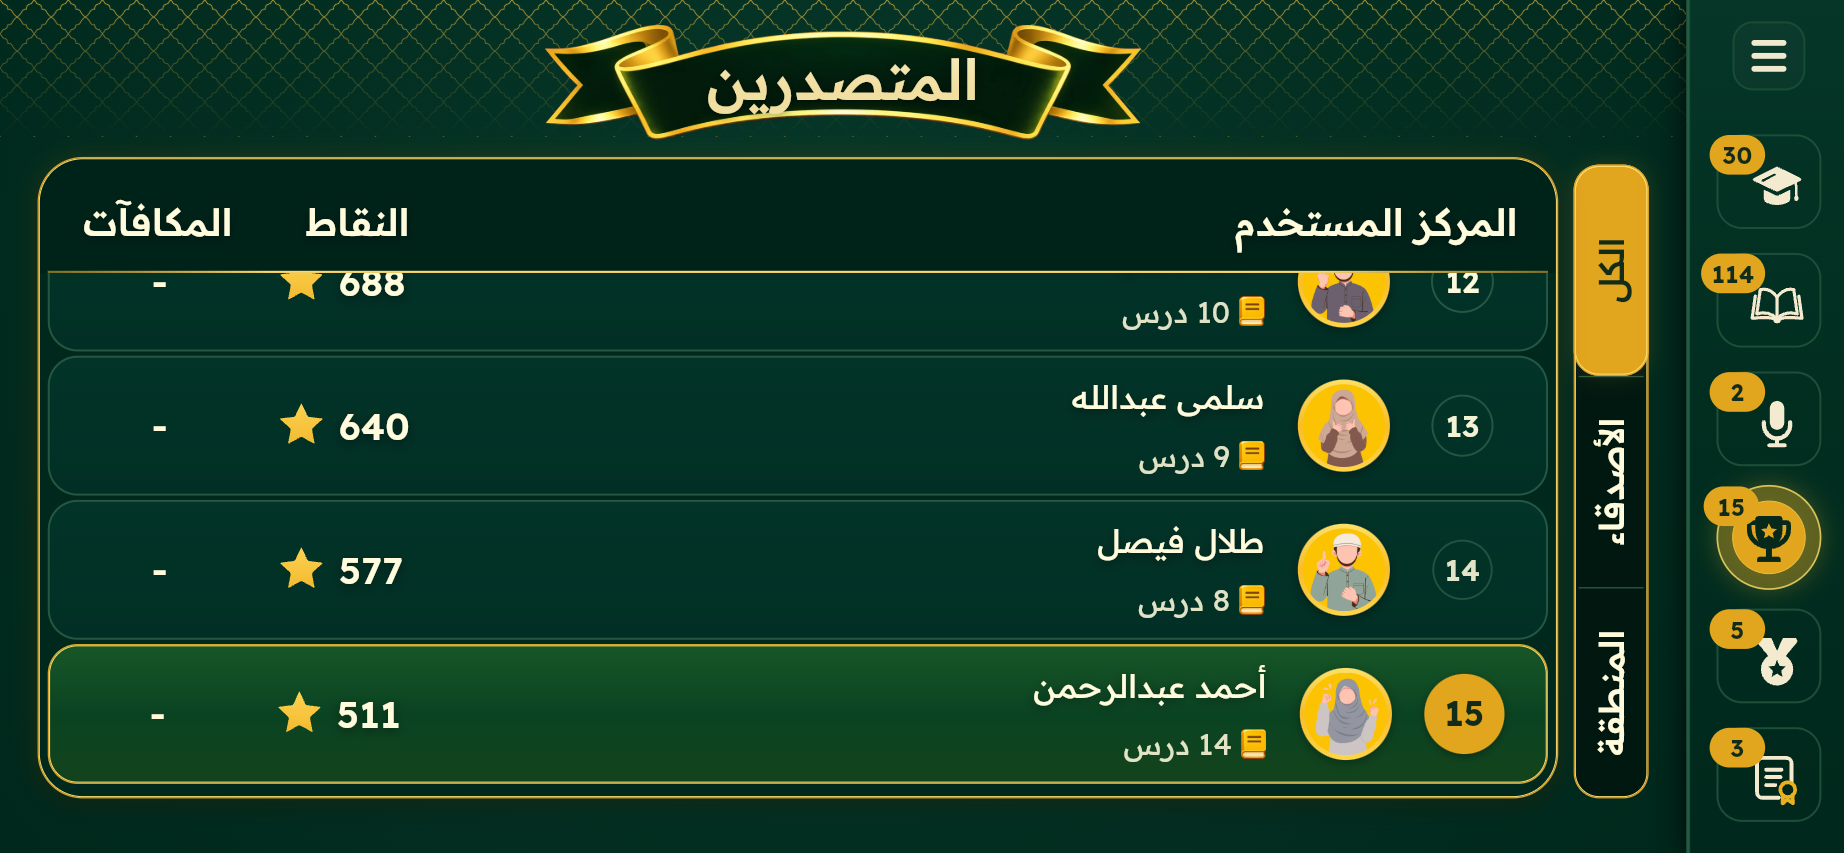 المتصدرين
30
114
2
15
5
3
الكل
الأصدقاء
المنطقة
المركز المستخدم النقاط المكافآت
12 688 -
10 درس
13 سلمى عبدالله 640 -
9 درس
14 طلال فيصل 577 -
8 درس
15 أحمد عبدالرحمن 511 -
14 درس